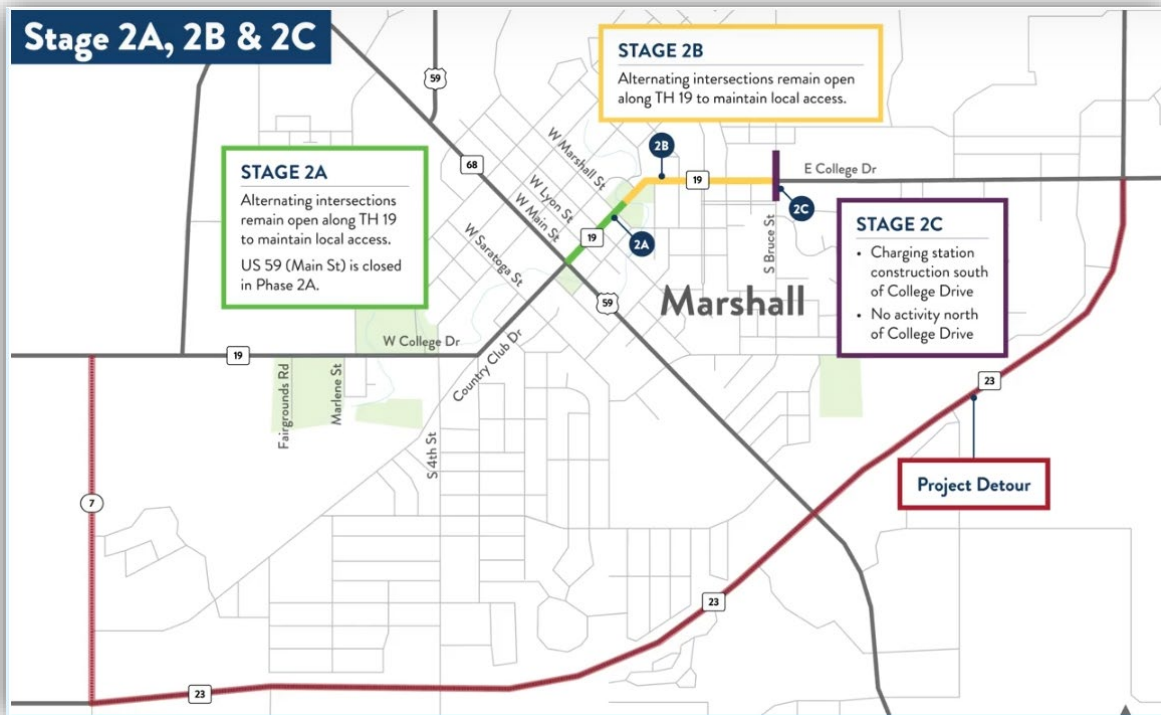 Stage 2A, 2B & 2C
STAGE 2B
Alternating intersections remain open
along TH 19 to maintain local access.
STAGE 2A
Alternating intersections
remain open along TH 19
to maintain local access.
US 59 (Main St) is closed
in Phase 2A.
59
68
W Marshall St
W Lyon St
W Main St
W Saratoga St
2B
19
E College Dr
2C
19
2A
S Bruce St
STAGE 2C
• Charging station
construction south
of College Drive
• No activity north
of College Drive
59
Marshall
W College Dr
19
Country Club Dr
Fairgrounds Rd
Marlene St
S 4th St
23
Project Detour
7
23
23